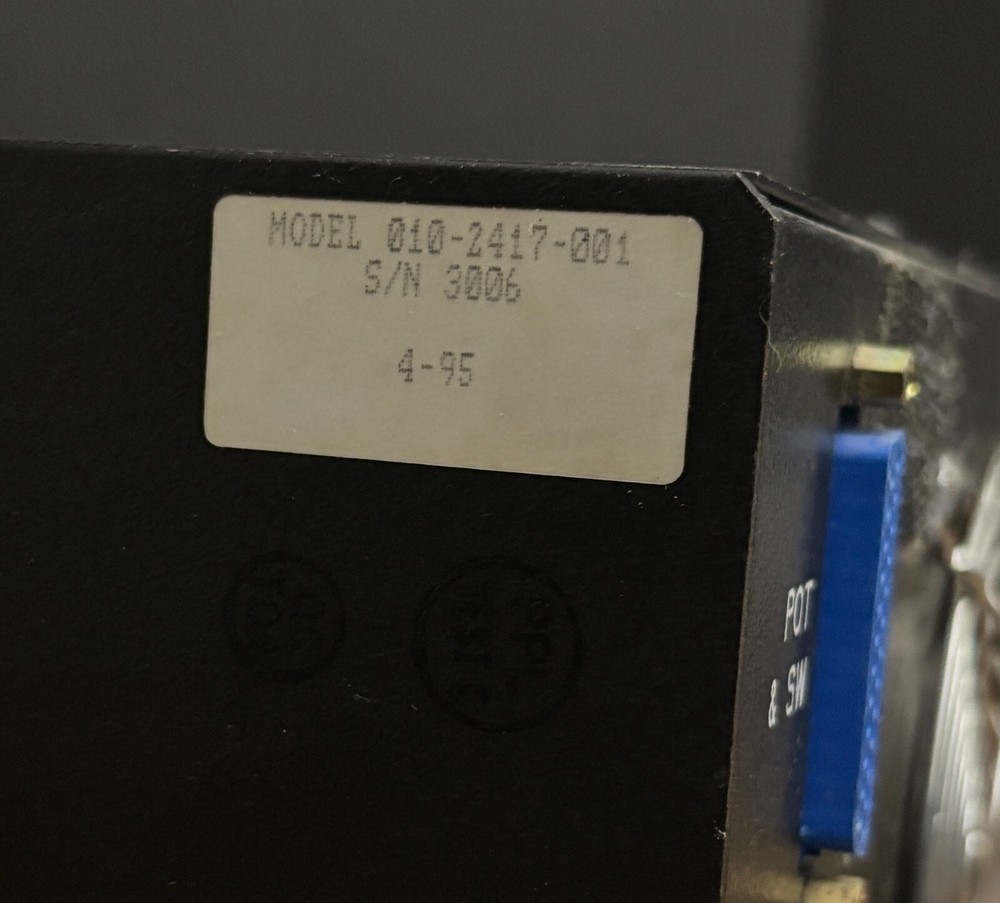 MODEL 010-2417-001
S/N 3006
4-95
POT
& SW